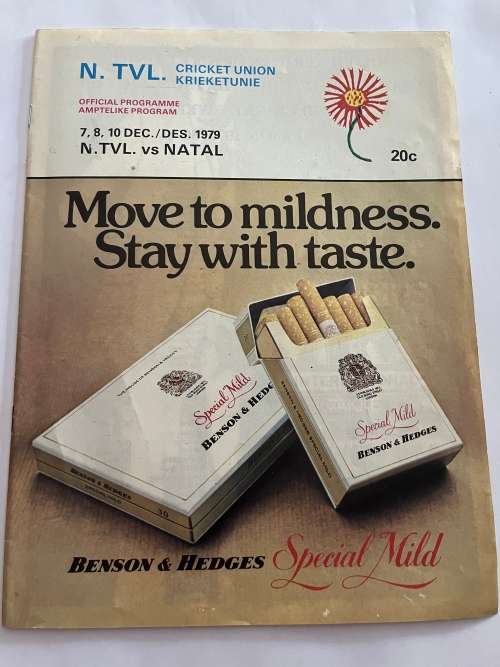 N. TVL. CRICKET UNION
KRIEKETUNIE
OFFICIAL PROGRAMME
AMPTELIKE PROGRAM
7, 8, 10 DEC./DES. 1979
N.TVL. vs NATAL
20c
Move to mildness.
Stay with taste.
Special Mild
BENSON & HEDGES
30
Special Mild
BENSON & HEDGES
BENSON & HEDGES Special Mild